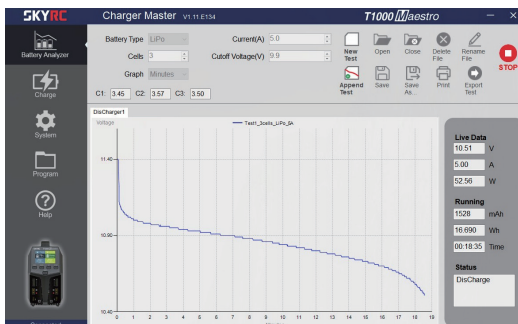 SKYRC
Charger Master V1.11.E134
T1000 Maestro
Battery Analyzer
Charge
System
Program
Help
Battery Type LiPo
Cells 3
Graph Minutes
C1: 3.45 C2: 3.57 C3: 3.50
Current(A) 5.0
Cutoff Voltage(V) 9.9
New Test
Open
Close
Delete File
Rename File
Append Test
Save
Save As...
Print
Export Test
STOP
DisCharger1
Voltage
Test1_3cells_LiPo_5A
11.40
10.90
10.40
0 1 2 3 4 5 6 7 8 9 10 11 12 13 14 15 16 17 18 19
Live Data
10.51 V
5.00 A
52.56 W
Running
1528 mAh
16.690 Wh
00:18:35 Time
Status
DisCharge